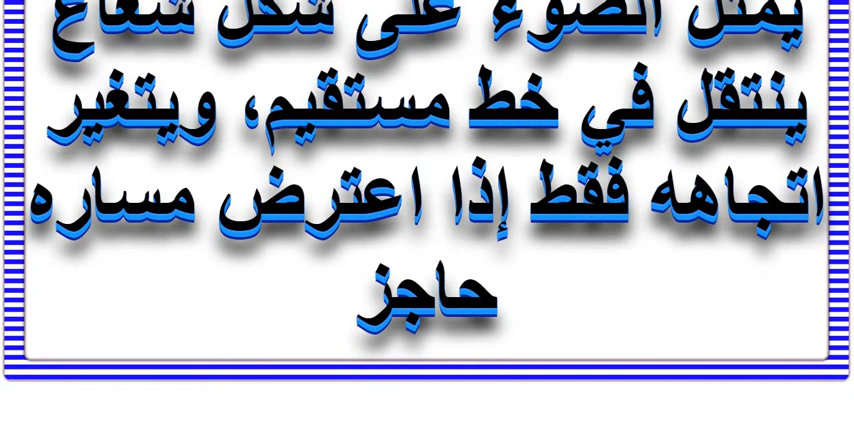 يمثل الضوء على شكل شعاع
ينتقل في خط مستقيم، ويتغير
اتجاهه فقط إذا اعترض مساره
حاجز